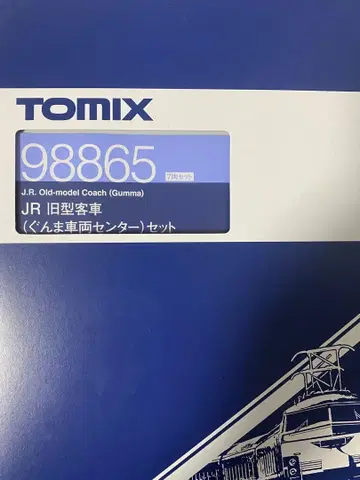 TOMIX
98865 7両セット
J.R. Old-model Coach (Gumma)
JR 旧型客車
(ぐんま車両センター)セット